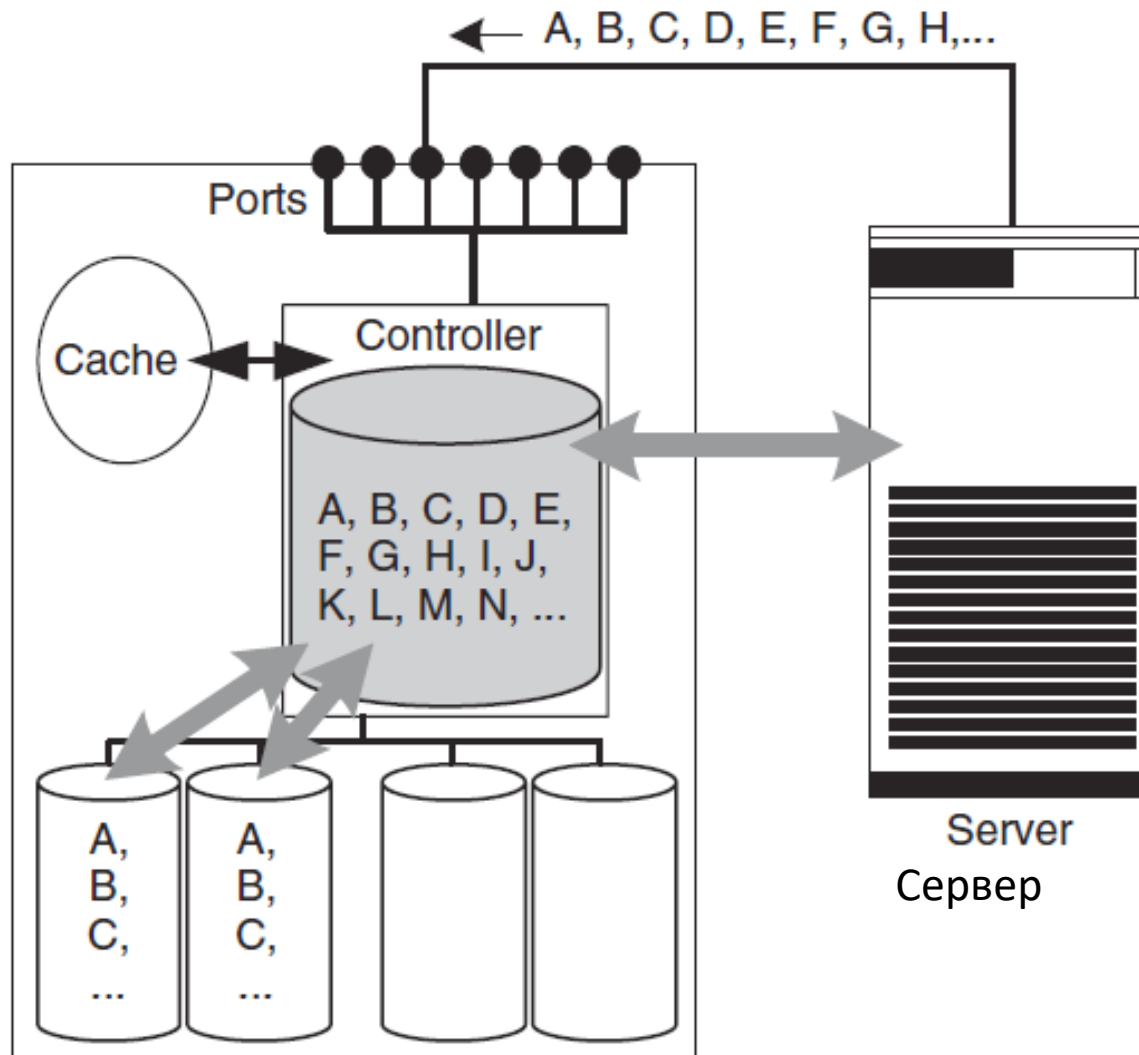 A, B, C, D, E, F, G, H,...
Ports
Cache
Controller
A, B, C, D, E,
F, G, H, I, J,
K, L, M, N, ...
A,
B,
C,
...
A,
B,
C,
...
Server
Сервер